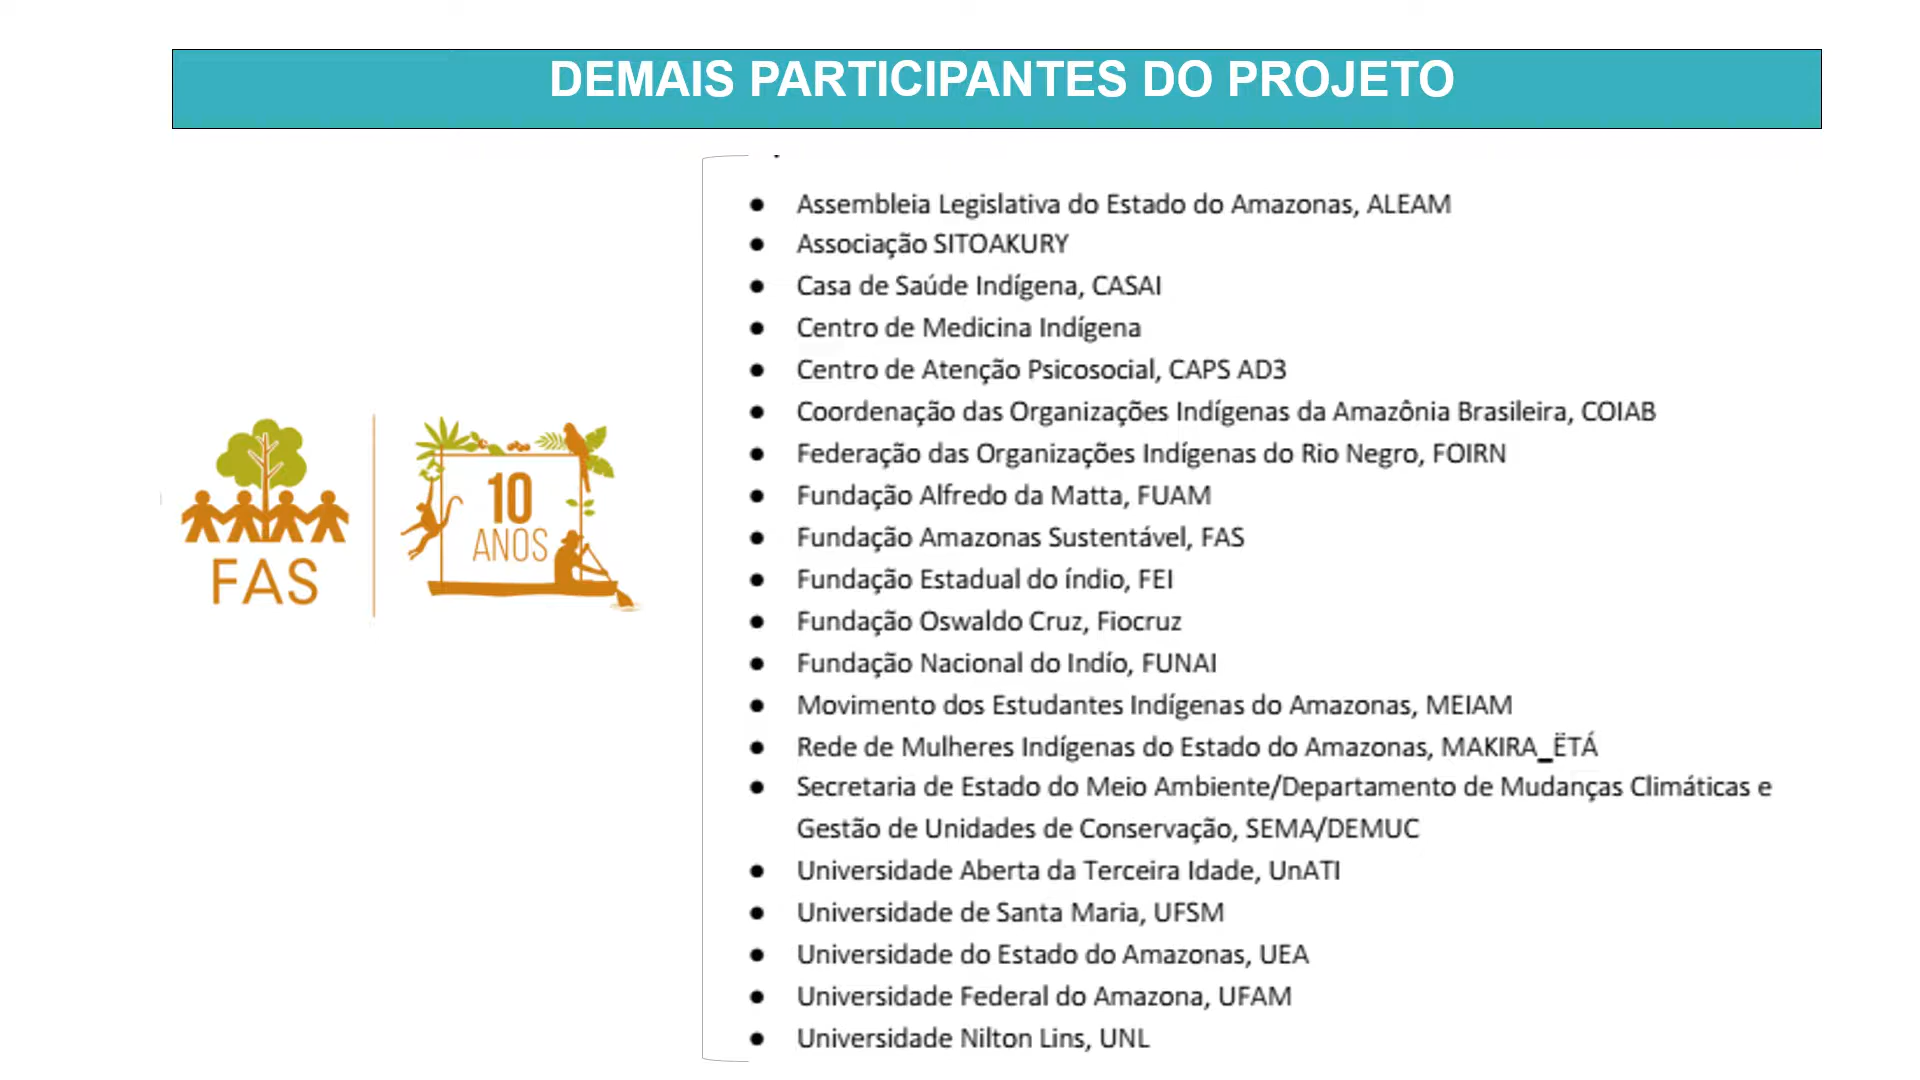 DEMAIS PARTICIPANTES DO PROJETO
FAS
10
ANOS
● Assembleia Legislativa do Estado do Amazonas, ALEAM
● Associação SITOAKURY
● Casa de Saúde Indígena, CASAI
● Centro de Medicina Indígena
● Centro de Atenção Psicosocial, CAPS AD3
● Coordenação das Organizações Indígenas da Amazônia Brasileira, COIAB
● Federação das Organizações Indígenas do Rio Negro, FOIRN
● Fundação Alfredo da Matta, FUAM
● Fundação Amazonas Sustentável, FAS
● Fundação Estadual do índio, FEI
● Fundação Oswaldo Cruz, Fiocruz
● Fundação Nacional do Indío, FUNAI
● Movimento dos Estudantes Indígenas do Amazonas, MEIAM
● Rede de Mulheres Indígenas do Estado do Amazonas, MAKIRA_ËTÁ
● Secretaria de Estado do Meio Ambiente/Departamento de Mudanças Climáticas e
Gestão de Unidades de Conservação, SEMA/DEMUC
● Universidade Aberta da Terceira Idade, UnATI
● Universidade de Santa Maria, UFSM
● Universidade do Estado do Amazonas, UEA
● Universidade Federal do Amazona, UFAM
● Universidade Nilton Lins, UNL